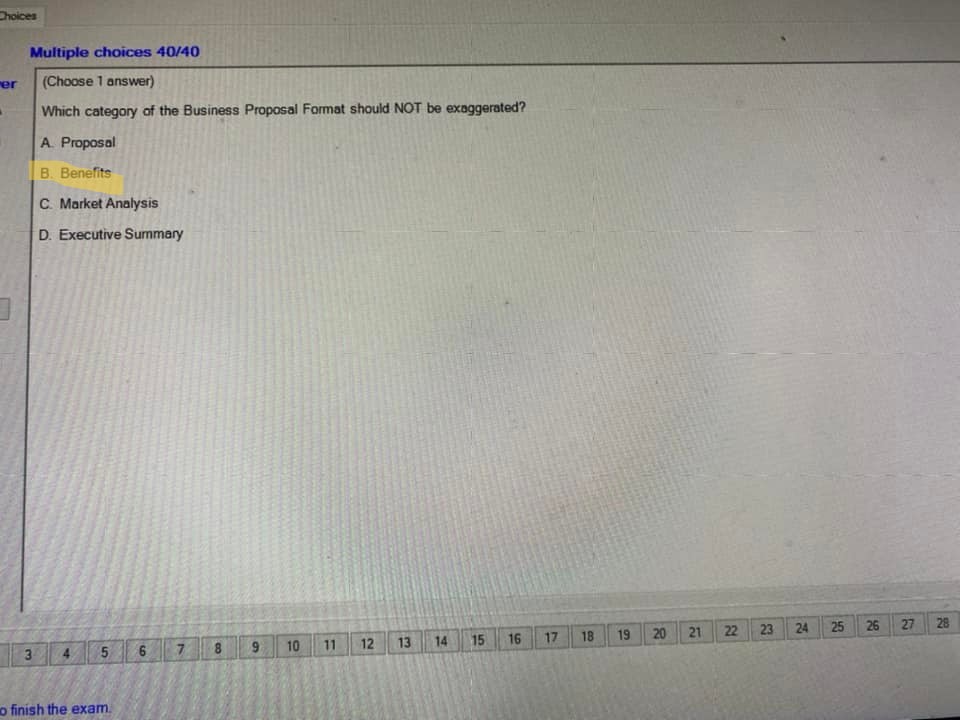 Choices
Multiple choices 40/40
(Choose 1 answer)
Which category of the Business Proposal Format should NOT be exaggerated?
A. Proposal
B. Benefits
C. Market Analysis
D. Executive Summary
3 4 5 6 7 8 9 10 11 12 13 14 15 16 17 18 19 20 21 22 23 24 25 26 27 28
o finish the exam.